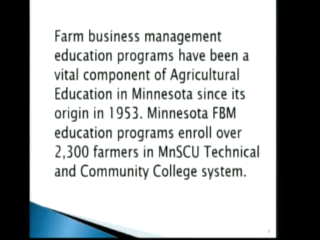 Farm business management
education programs have been a
vital component of Agricultural
Education in Minnesota since its
origin in 1953. Minnesota FBM
education programs enroll over
2,300 farmers in MnSCU Technical
and Community College system.